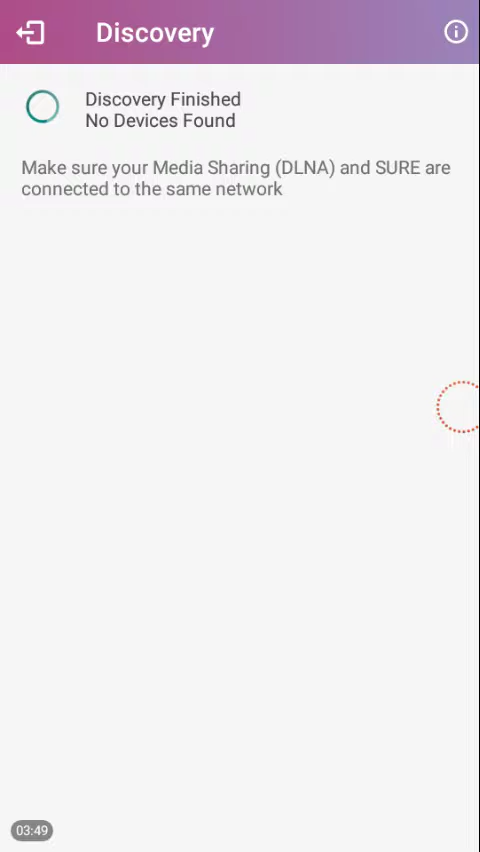 Discovery
Discovery Finished
No Devices Found
Make sure your Media Sharing (DLNA) and SURE are
connected to the same network
03:49